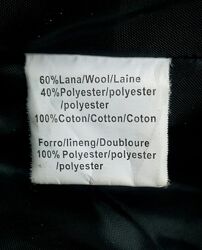 60%Lana/Wool/Laine
40%Polyester/polyester
/polyester
100%Coton/Cotton/Coton
Forro/lineng/Doubloure
100% Polyester/polyester
/polyester